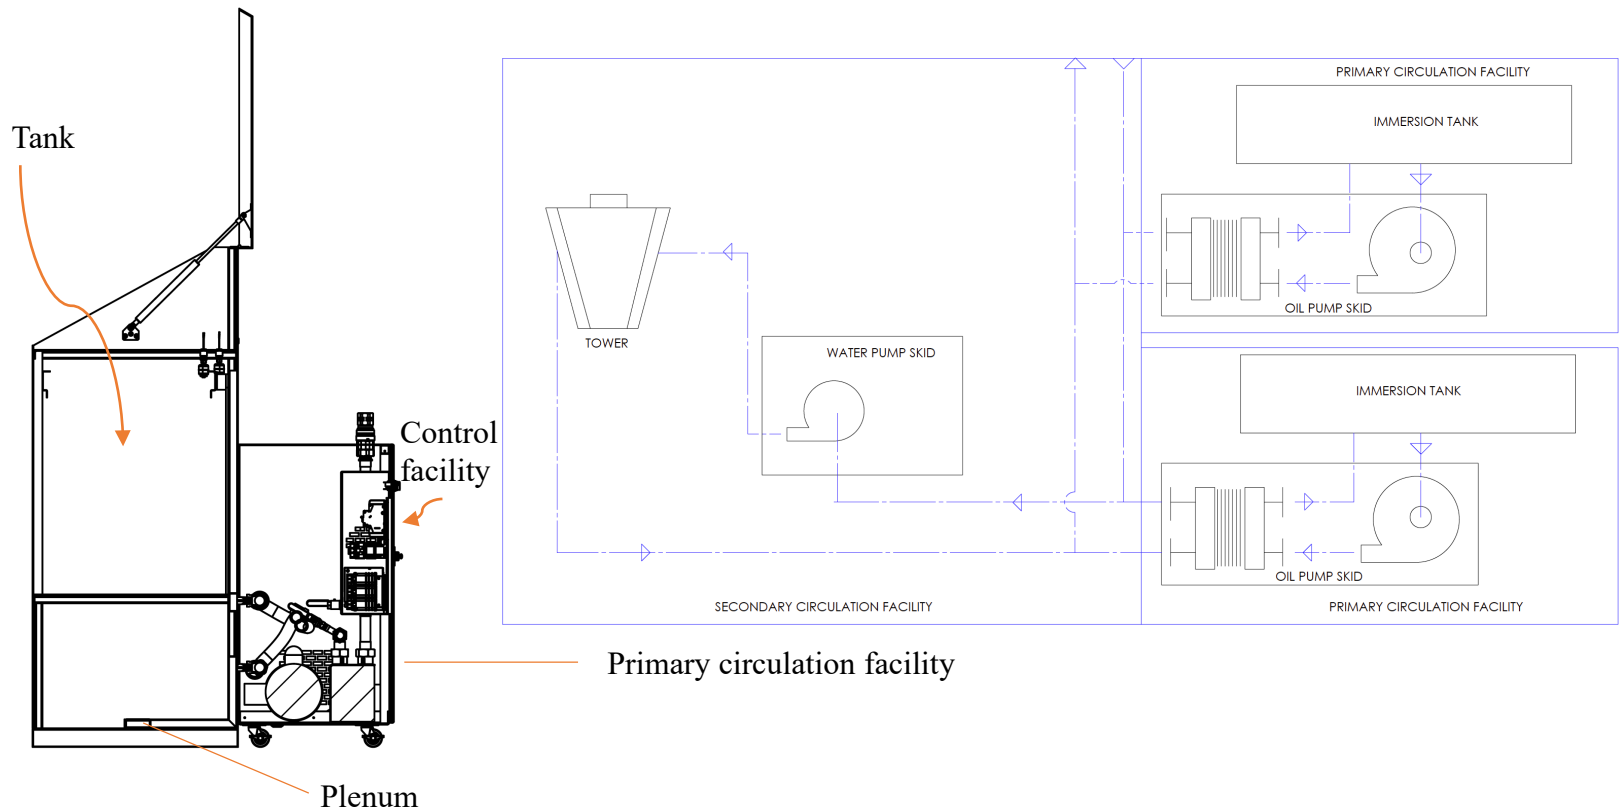 Tank
Control
facility
Primary circulation facility
Plenum
PRIMARY CIRCULATION FACILITY
IMMERSION TANK
OIL PUMP SKID
TOWER
WATER PUMP SKID
IMMERSION TANK
OIL PUMP SKID
SECONDARY CIRCULATION FACILITY
PRIMARY CIRCULATION FACILITY